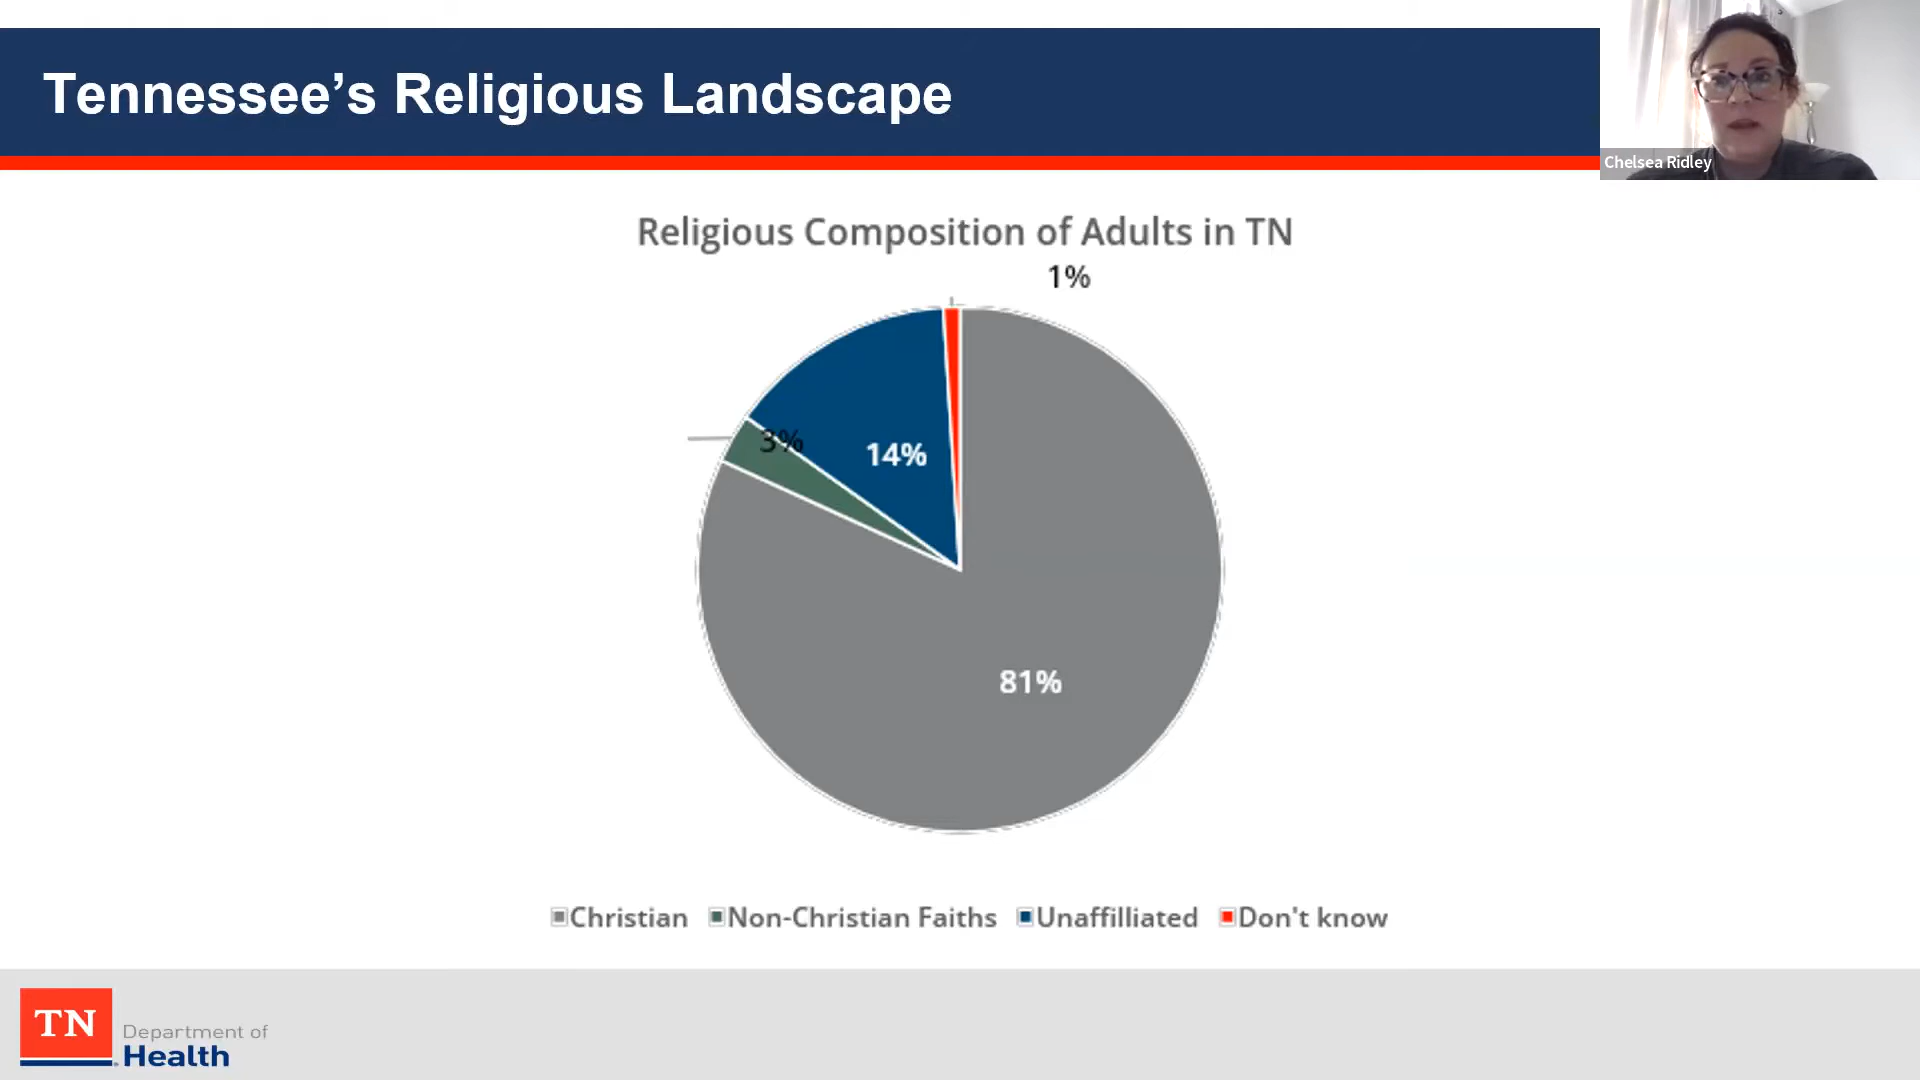 Tennessee’s Religious Landscape
Chelsea Ridley
Religious Composition of Adults in TN
1%
3%
14%
81%
Christian Non-Christian Faiths Unaffilliated Don't know
TN Department of
Health